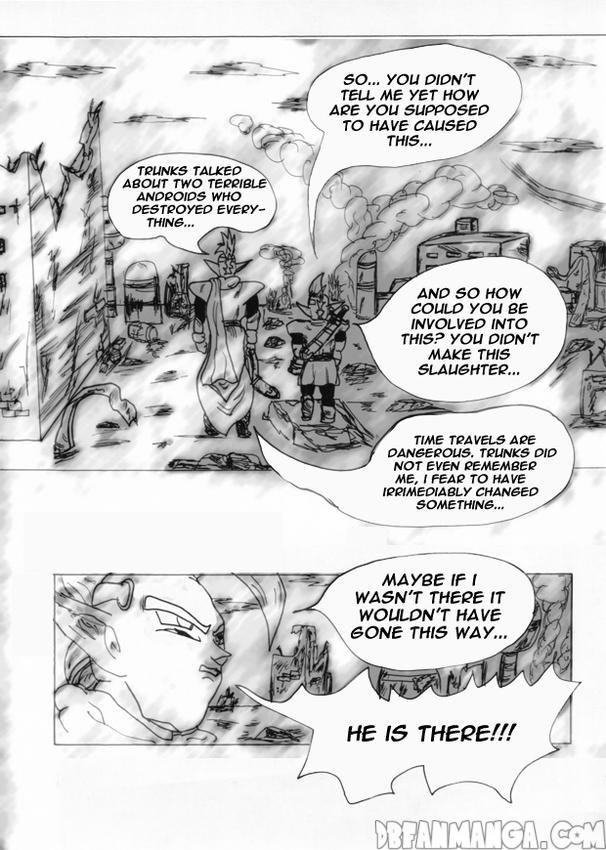 SO... YOU DIDN'T
TELL ME YET HOW
ARE YOU SUPPOSED
TO HAVE CAUSED
THIS...
TRUNKS TALKED
ABOUT TWO TERRIBLE
ANDROIDS WHO
DESTROYED EVERY-
THING...
AND SO HOW
COULD YOU BE
INVOLVED INTO
THIS? YOU DIDN'T
MAKE THIS
SLAUGHTER...
TIME TRAVELS ARE
DANGEROUS. TRUNKS DID
NOT EVEN REMEMBER
ME, I FEAR TO HAVE
IRRIMEDIABLY CHANGED
SOMETHING...
MAYBE IF I
WASN'T THERE IT
WOULDN'T HAVE
GONE THIS WAY...
HE IS THERE!!!
DBFANMANGA.COM